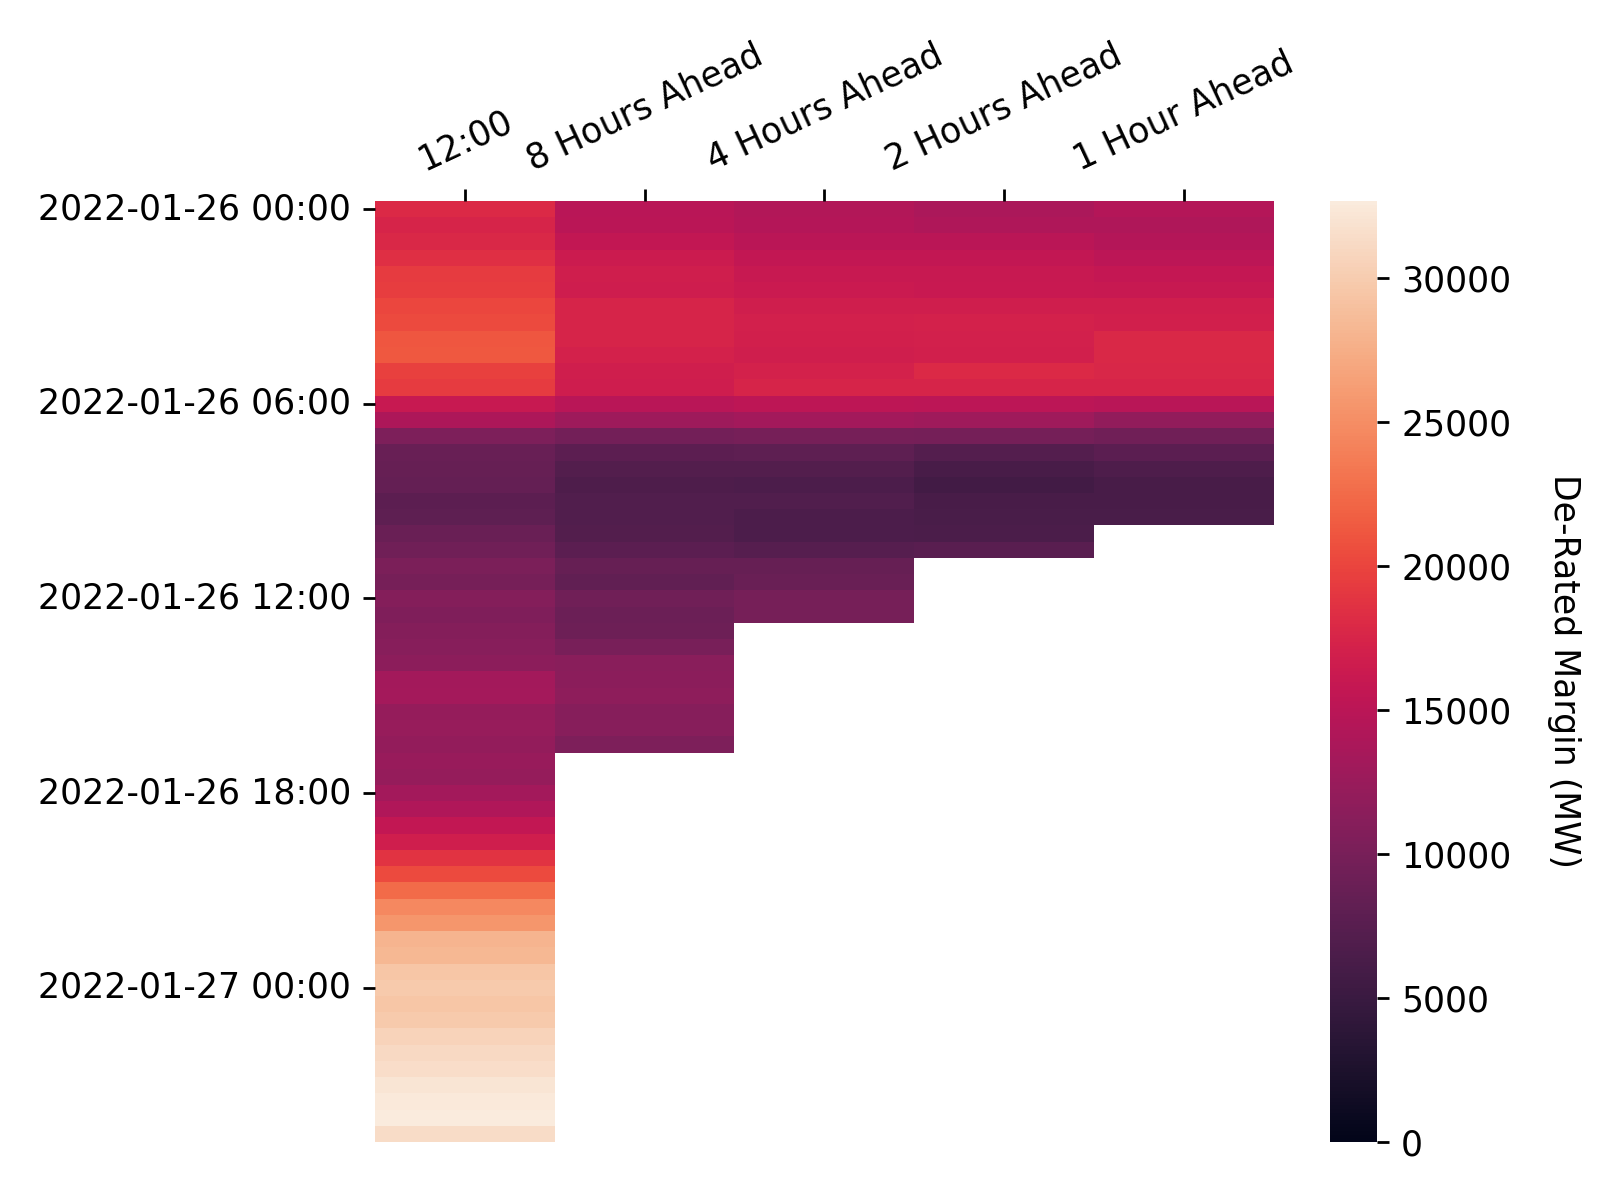 12:00
8 Hours Ahead
4 Hours Ahead
2 Hours Ahead
1 Hour Ahead
2022-01-26 00:00
2022-01-26 06:00
2022-01-26 12:00
2022-01-26 18:00
2022-01-27 00:00
30000
25000
20000
15000
10000
5000
0
De-Rated Margin (MW)